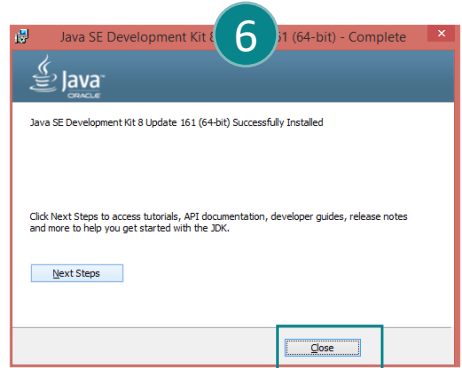 6
Java SE Development Kit 8 51 (64-bit) - Complete
Java
ORACLE
Java SE Development Kit 8 Update 161 (64-bit) Successfully Installed
Click Next Steps to access tutorials, API documentation, developer guides, release notes
and more to help you get started with the JDK.
Next Steps
Close